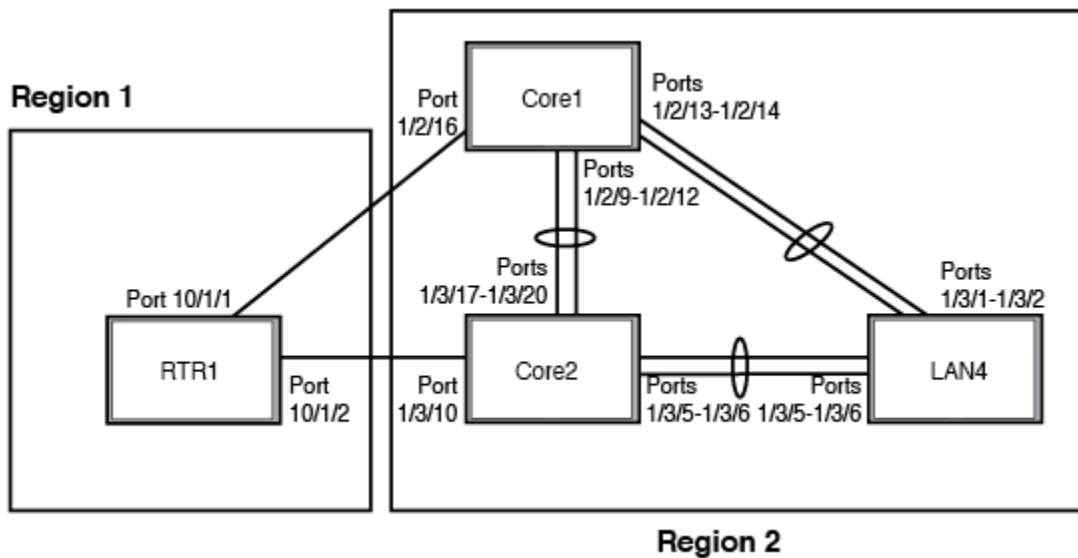 Region 1
Port
1/2/16
Core1
Ports
1/2/13-1/2/14
Ports
1/2/9-1/2/12
Ports
1/3/17-1/3/20
Ports
1/3/1-1/3/2
Port 10/1/1
RTR1
Port
10/1/2
Port
1/3/10
Core2
Ports
1/3/5-1/3/6
Ports
1/3/5-1/3/6
LAN4
Region 2